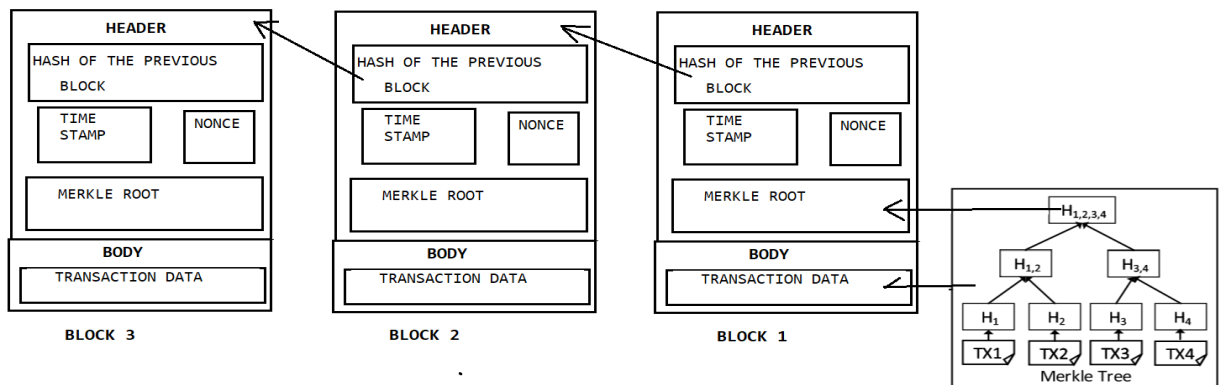 HEADER
HASH OF THE PREVIOUS
BLOCK
TIME
STAMP
NONCE
MERKLE ROOT
BODY
TRANSACTION DATA
BLOCK 3
HEADER
HASH OF THE PREVIOUS
BLOCK
TIME
STAMP
NONCE
MERKLE ROOT
BODY
TRANSACTION DATA
BLOCK 2
HEADER
HASH OF THE PREVIOUS
BLOCK
TIME
STAMP
NONCE
MERKLE ROOT
BODY
TRANSACTION DATA
BLOCK 1
H1,2,3,4
H1,2 H3,4
H1 H2 H3 H4
TX1 TX2 TX3 TX4
Merkle Tree